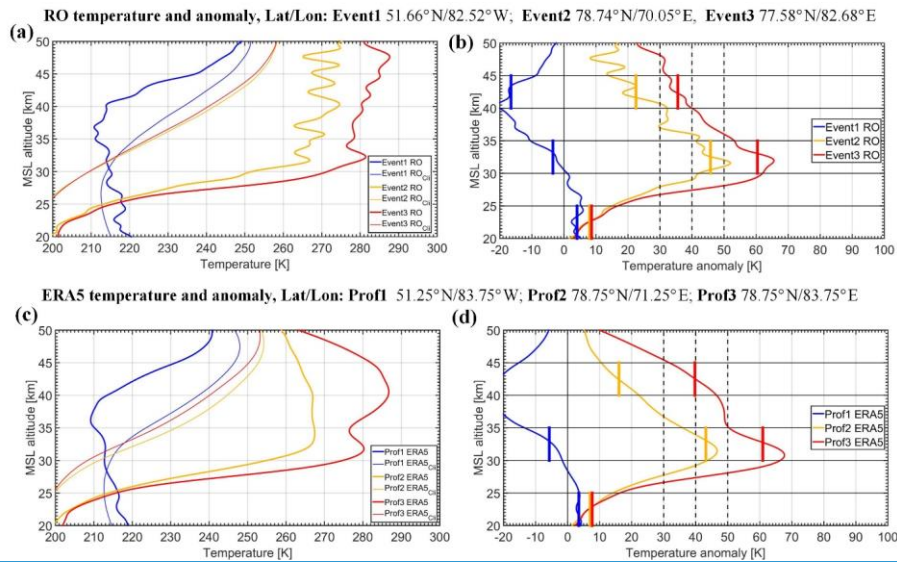 RO temperature and anomaly, Lat/Lon: Event1 51.66°N/82.52°W; Event2 78.74°N/70.05°E, Event3 77.58°N/82.68°E
(a)
50
45
40
35
30
25
20
MSL altitude [km]
200 210 220 230 240 250 260 270 280 290 300
Temperature [K]
Event1 RO
Event1 RO_Cli
Event2 RO
Event2 RO_Cli
Event3 RO
Event3 RO_Cli
(b)
50
45
40
35
30
25
20
MSL altitude [km]
-20 -10 0 10 20 30 40 50 60 70 80 90 100
Temperature anomaly [K]
Event1 RO
Event2 RO
Event3 RO
ERA5 temperature and anomaly, Lat/Lon: Prof1 51.25°N/83.75°W; Prof2 78.75°N/71.25°E; Prof3 78.75°N/83.75°E
(c)
50
45
40
35
30
25
20
MSL altitude [km]
200 210 220 230 240 250 260 270 280 290 300
Temperature [K]
Prof1 ERA5
Prof1 ERA5_Cli
Prof2 ERA5
Prof2 ERA5_Cli
Prof3 ERA5
Prof3 ERA5_Cli
(d)
50
45
40
35
30
25
20
MSL altitude [km]
-20 -10 0 10 20 30 40 50 60 70 80 90 100
Temperature anomaly [K]
Prof1 ERA5
Prof2 ERA5
Prof3 ERA5